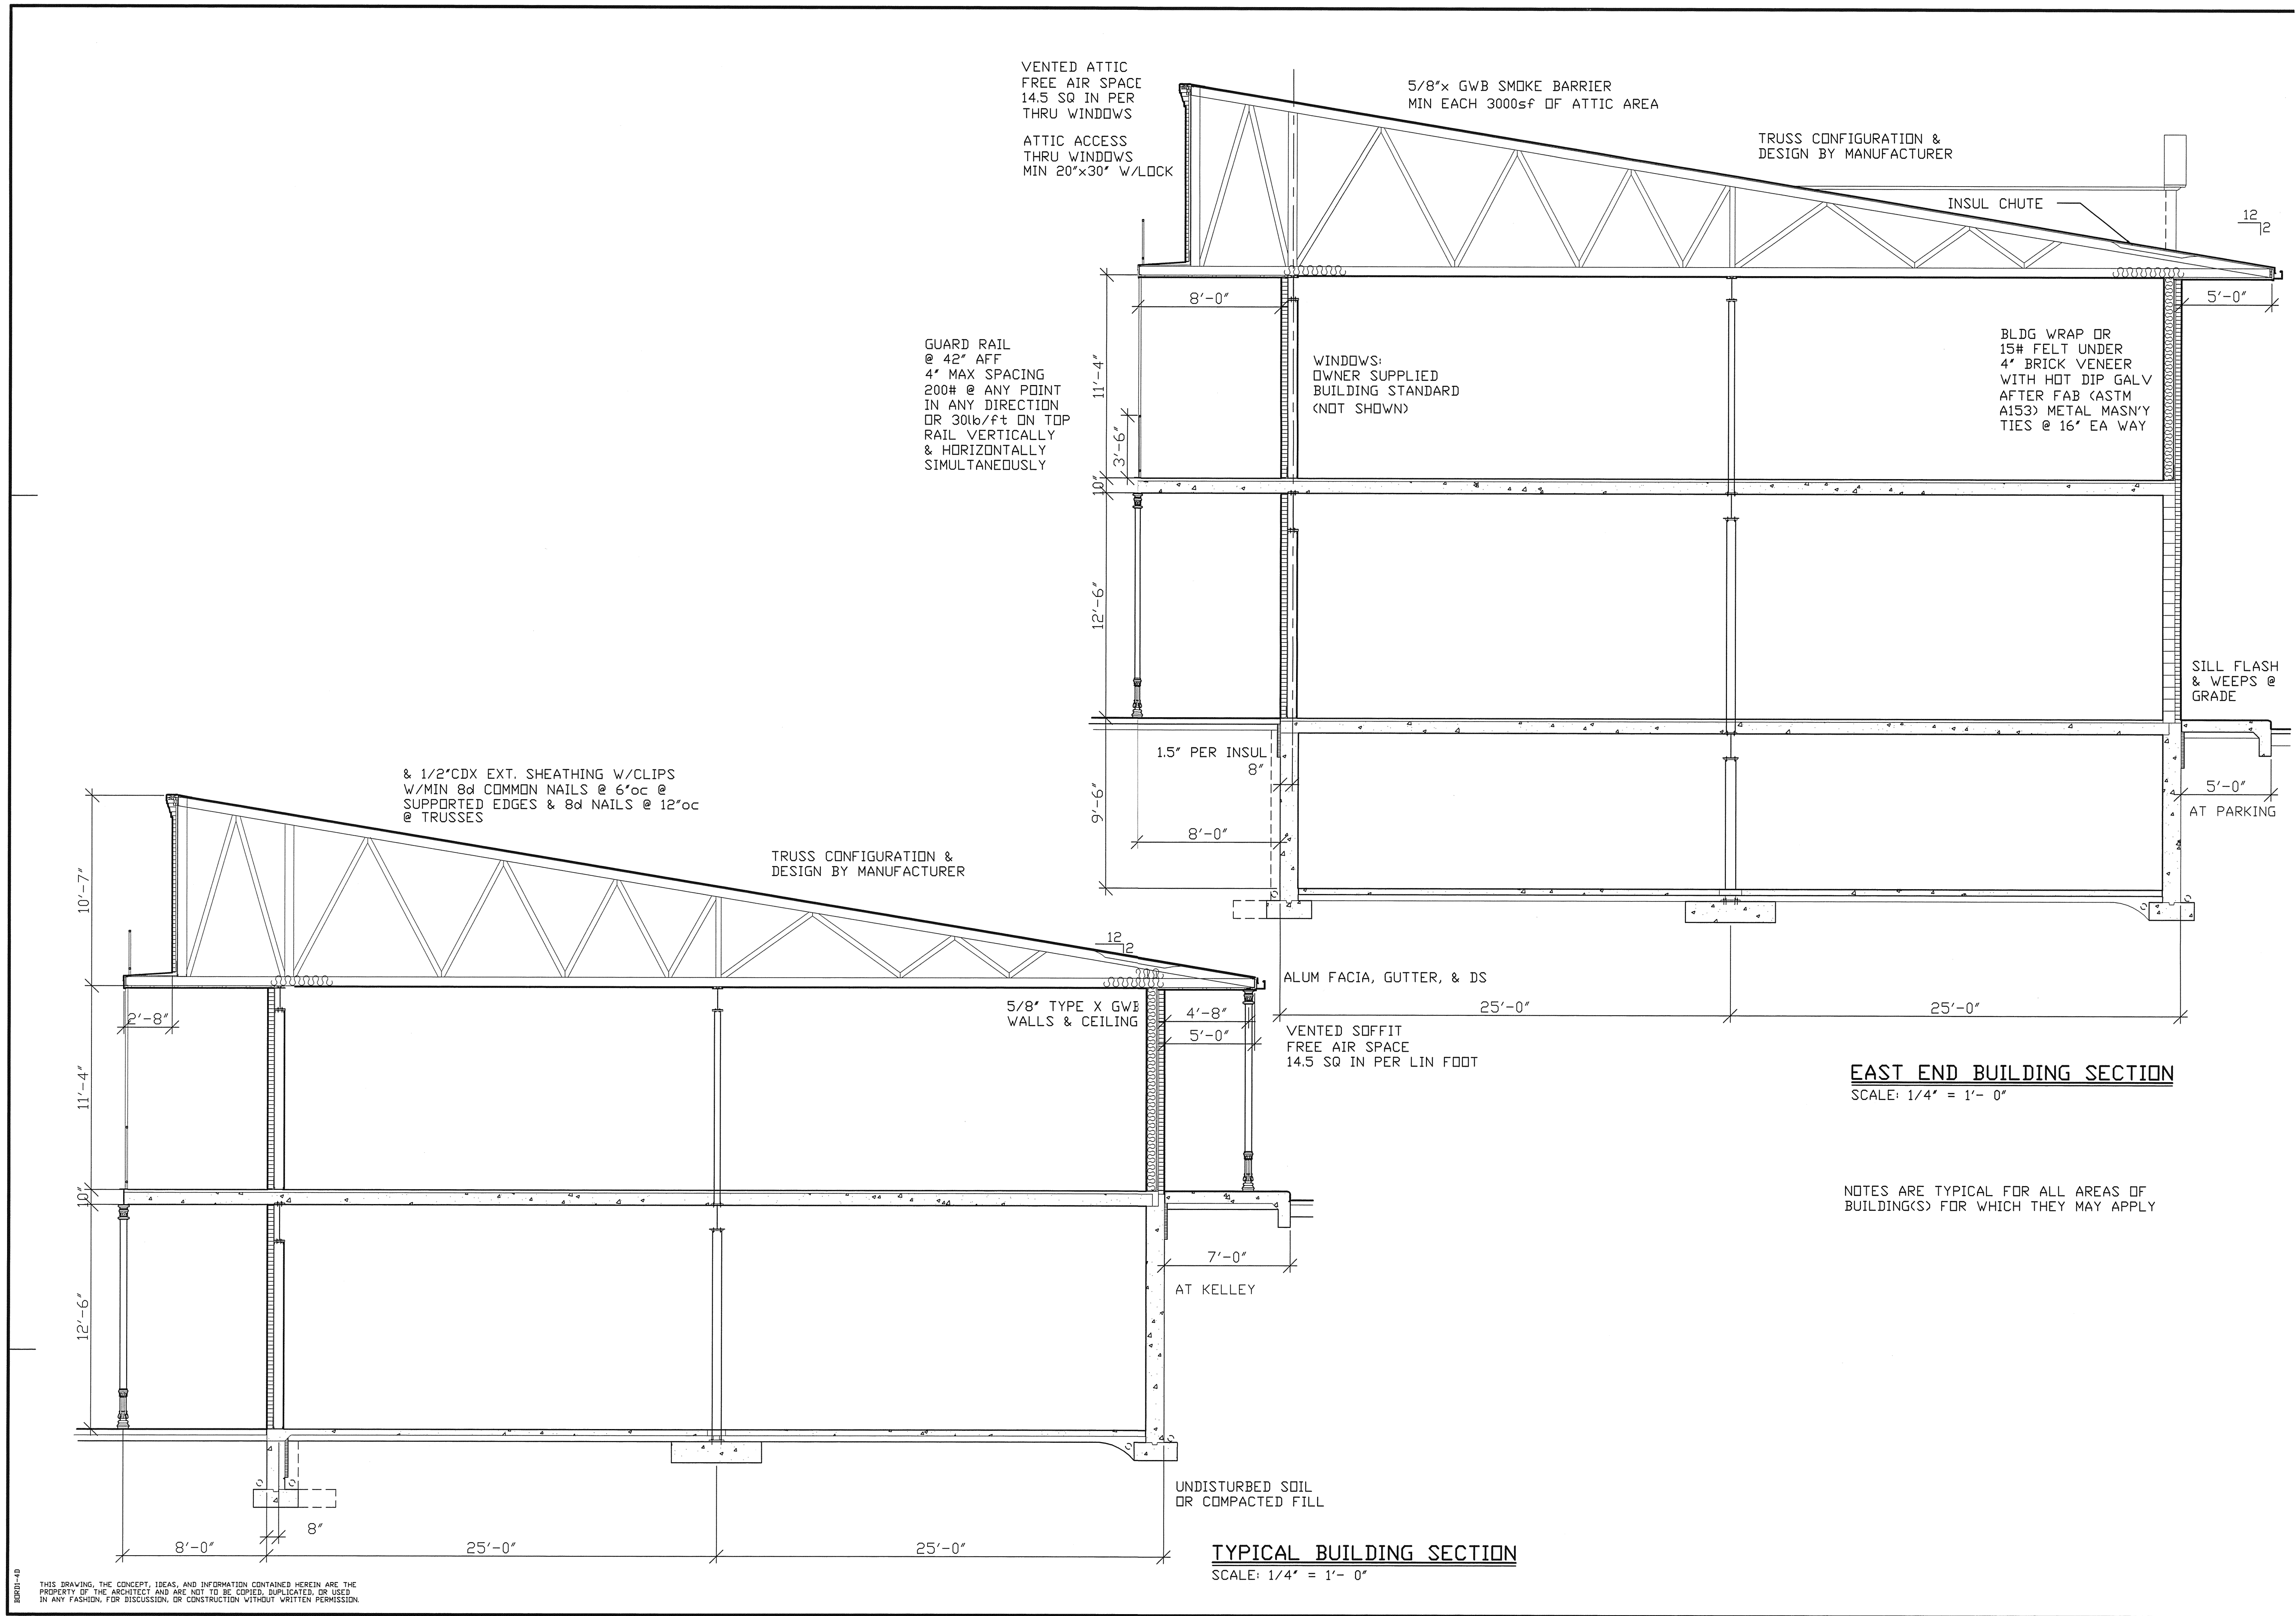 VENTED ATTIC
FREE AIR SPACE
14.5 SQ IN PER
THRU WINDOWS
ATTIC ACCESS
THRU WINDOWS
MIN 20"x30" W/LOCK
5/8"x GWB SMOKE BARRIER
MIN EACH 3000sf OF ATTIC AREA
TRUSS CONFIGURATION &
DESIGN BY MANUFACTURER
INSUL CHUTE
12
2
8'-0"
5'-0"
GUARD RAIL
@ 42" AFF
4" MAX SPACING
200# @ ANY POINT
IN ANY DIRECTION
OR 30lb/ft ON TOP
RAIL VERTICALLY
& HORIZONTALLY
SIMULTANEOUSLY
11'-4"
3'-6"
10"
12'-6"
9'-6"
WINDOWS:
OWNER SUPPLIED
BUILDING STANDARD
(NOT SHOWN)
BLDG WRAP OR
15# FELT UNDER
4" BRICK VENEER
WITH HOT DIP GALV
AFTER FAB (ASTM
A153) METAL MASN'Y
TIES @ 16" EA WAY
SILL FLASH
& WEEPS @
GRADE
1.5" PER INSUL
8"
8'-0"
5'-0"
AT PARKING
25'-0"
25'-0"
EAST END BUILDING SECTION
SCALE: 1/4" = 1'- 0"
NOTES ARE TYPICAL FOR ALL AREAS OF
BUILDING(S) FOR WHICH THEY MAY APPLY
& 1/2"CDX EXT. SHEATHING W/CLIPS
W/MIN 8d COMMON NAILS @ 6"oc @
SUPPORTED EDGES & 8d NAILS @ 12"oc
@ TRUSSES
TRUSS CONFIGURATION &
DESIGN BY MANUFACTURER
12
2
10'-7"
2'-8"
11'-4"
10"
12'-6"
5/8" TYPE X GWB
WALLS & CEILING
4'-8"
5'-0"
ALUM FACIA, GUTTER, & DS
VENTED SOFFIT
FREE AIR SPACE
14.5 SQ IN PER LIN FOOT
7'-0"
AT KELLEY
UNDISTURBED SOIL
OR COMPACTED FILL
8"
8'-0"
25'-0"
25'-0"
TYPICAL BUILDING SECTION
SCALE: 1/4" = 1'- 0"
BORD1-4D
THIS DRAWING, THE CONCEPT, IDEAS, AND INFORMATION CONTAINED HEREIN ARE THE
PROPERTY OF THE ARCHITECT AND ARE NOT TO BE COPIED, DUPLICATED, OR USED
IN ANY FASHION, FOR DISCUSSION, OR CONSTRUCTION WITHOUT WRITTEN PERMISSION.